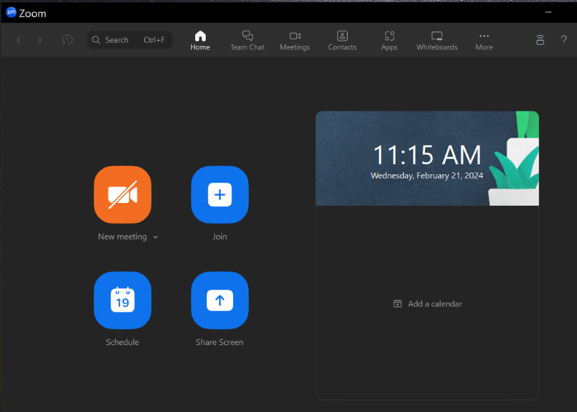 zm Zoom
Search Ctrl+F
Home
Team Chat
Meetings
Contacts
Apps
Whiteboards
More
?
11:15 AM
Wednesday, February 21, 2024
New meeting
Join
19
Schedule
Share Screen
Add a calendar